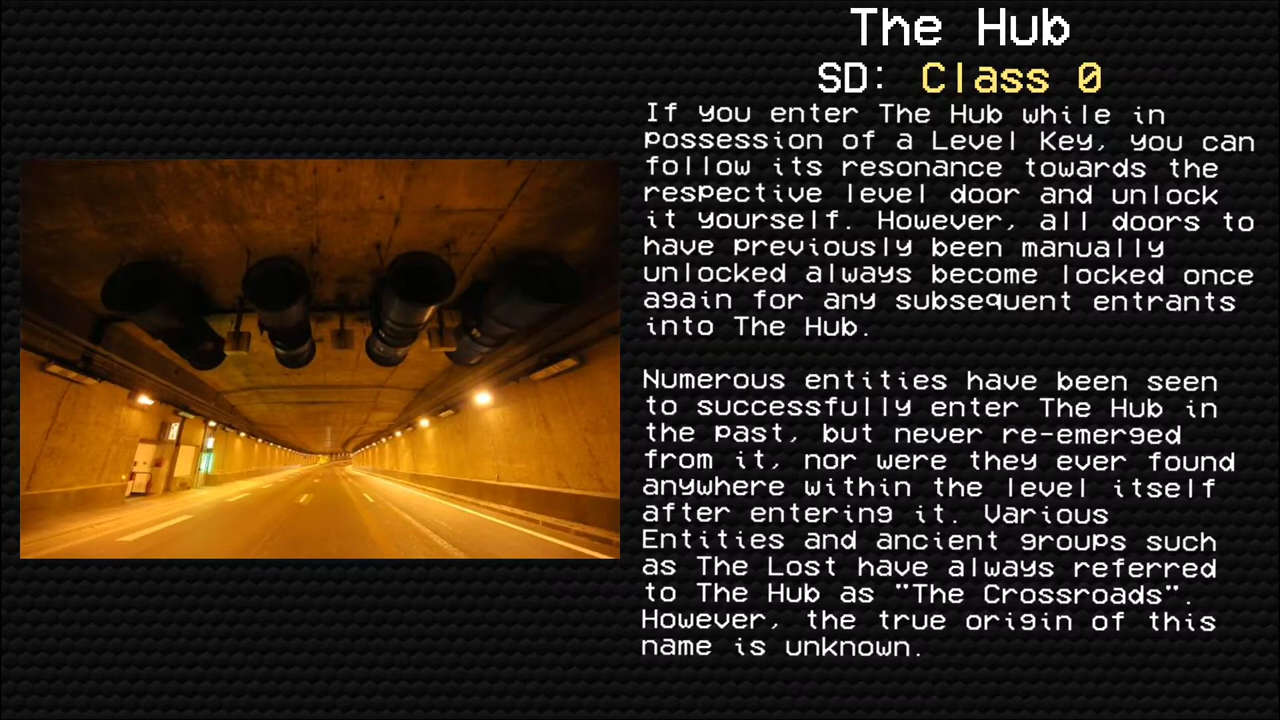 The Hub
SD: Class 0
If you enter The Hub while in
possession of a Level Key, you can
follow its resonance towards the
respective level door and unlock
it yourself. However, all doors to
have previously been manually
unlocked always become locked once
again for any subsequent entrants
into The Hub.
Numerous entities have been seen
to successfully enter The Hub in
the past, but never re-emerged
from it, nor were they ever found
anywhere within the level itself
after entering it. Various
Entities and ancient groups such
as The Lost have always referred
to The Hub as "The Crossroads".
However, the true origin of this
name is unknown.